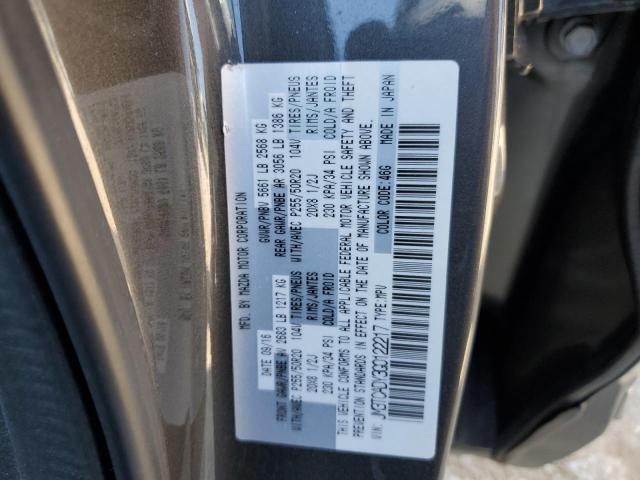 MFD. BY MAZDA MOTOR CORPORATION
DATE 09/16 GVWR/PNBV 5661 LB 2568 KG
FRONT GAWR/PNBE AV 2683 LB 1217 KG REAR GAWR/PNBE AR 3056 LB 1386 KG
WITH/AVEC P255/50R20 104V TIRES/PNEUS WITH/AVEC P255/50R20 104V TIRES/PNEUS
20X8 1/2J RIMS/JANTES 20X8 1/2J RIMS/JANTES
230 KPA/34 PSI COLD/A FROID 230 KPA/34 PSI COLD/A FROID
THIS VEHICLE CONFORMS TO ALL APPLICABLE FEDERAL MOTOR VEHICLE SAFETY AND THEFT
PREVENTION STANDARDS IN EFFECT ON THE DATE OF MANUFACTURE SHOWN ABOVE.
VIN: TYPE:MPV COLOR CODE:46G MADE IN JAPAN